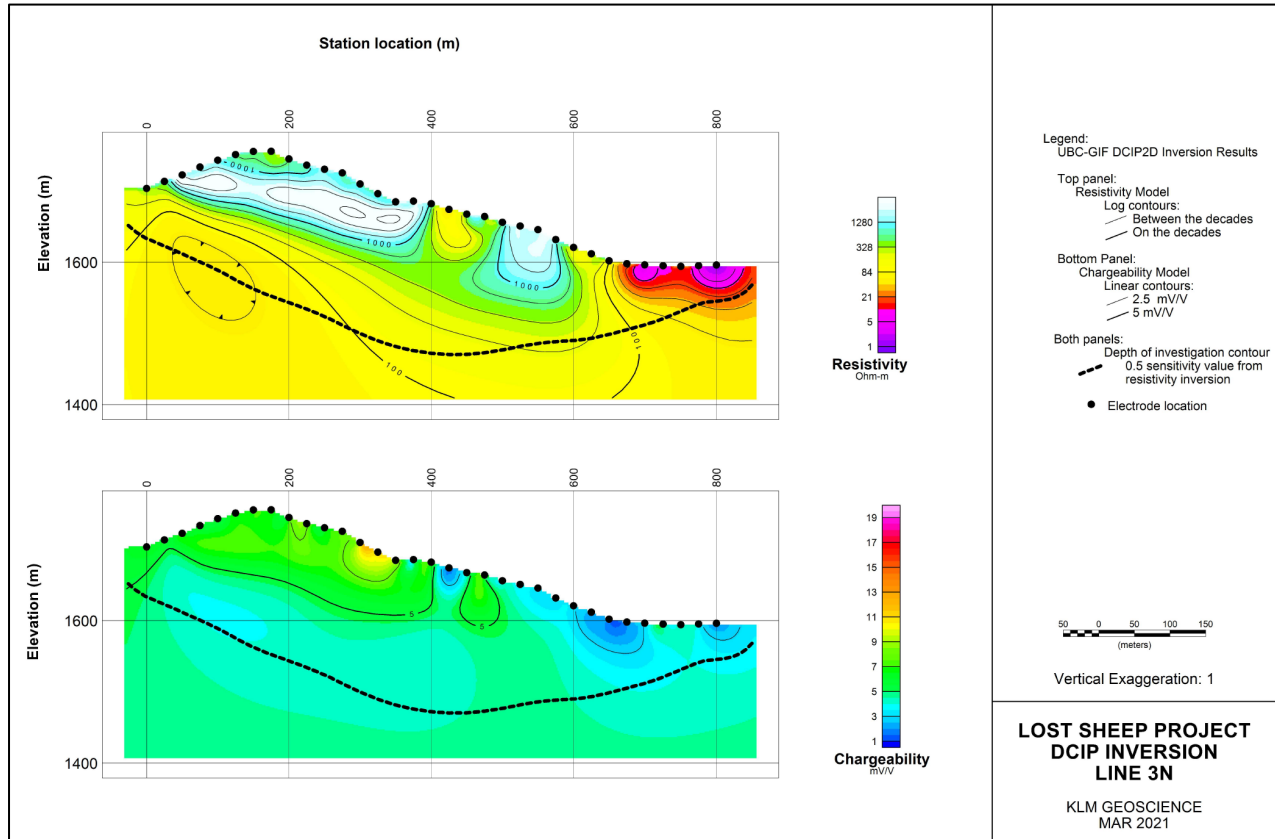 Station location (m)
0
200
400
600
800
Elevation (m)
1600
1400
1000
1000
1000
100
100
1280
328
84
21
5
1
Resistivity
Ohm-m
0
200
400
600
800
Elevation (m)
1600
1400
5
19
17
15
13
11
9
7
5
3
1
Chargeability
mV/V
Legend:
UBC-GIF DCIP2D Inversion Results
Top panel:
Resistivity Model
Log contours:
Between the decades
On the decades
Bottom Panel:
Chargeability Model
Linear contours:
2.5 mV/V
5 mV/V
Both panels:
Depth of investigation contour
0.5 sensitivity value from
resistivity inversion
Electrode location
50 0 50 100 150
(meters)
Vertical Exaggeration: 1
LOST SHEEP PROJECT
DCIP INVERSION
LINE 3N
KLM GEOSCIENCE
MAR 2021